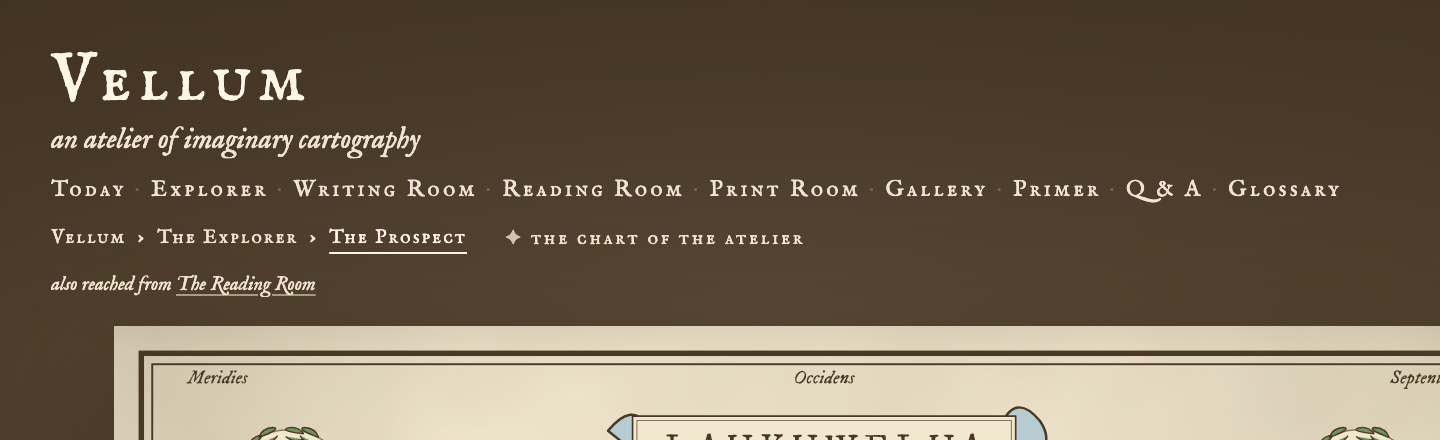 Vellum
an atelier of imaginary cartography
Today · Explorer · Writing Room · Reading Room · Print Room · Gallery · Primer · Q & A · Glossary
Vellum › The Explorer › The Prospect ✦ the chart of the atelier
also reached from The Reading Room
Meridies Occidens